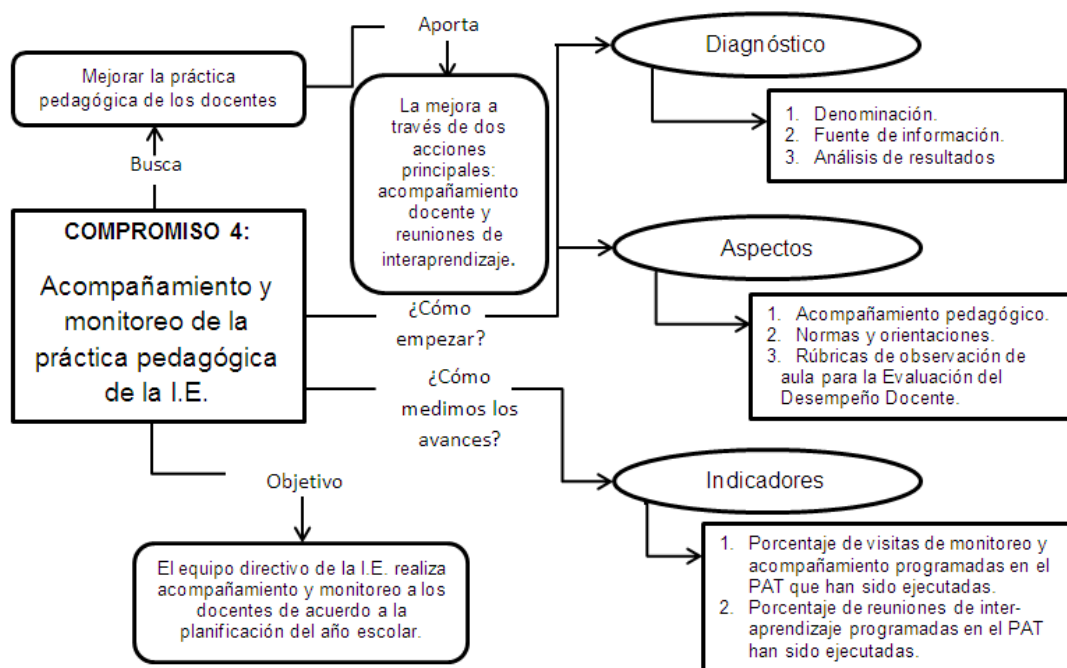 Aporta
Mejorar la práctica
pedagógica de los docentes
Busca
La mejora a
través de dos
acciones
principales:
acompañamiento
docente y
reuniones de
interaprendizaje.
COMPROMISO 4:
Acompañamiento y
monitoreo de la
práctica pedagógica
de la I.E.
¿Cómo
empezar?
Diagnóstico
1. Denominación.
2. Fuente de información.
3. Análisis de resultados
Aspectos
1. Acompañamiento pedagógico.
2. Normas y orientaciones.
3. Rúbricas de observación de
aula para la Evaluación del
Desempeño Docente.
¿Cómo
medimos los
avances?
Indicadores
1. Porcentaje de visitas de monitoreo y
acompañamiento programadas en el
PAT que han sido ejecutadas.
2. Porcentaje de reuniones de inter-
aprendizaje programadas en el PAT
han sido ejecutadas.
Objetivo
El equipo directivo de la I.E. realiza
acompañamiento y monitoreo a los
docentes de acuerdo a la
planificación del año escolar.